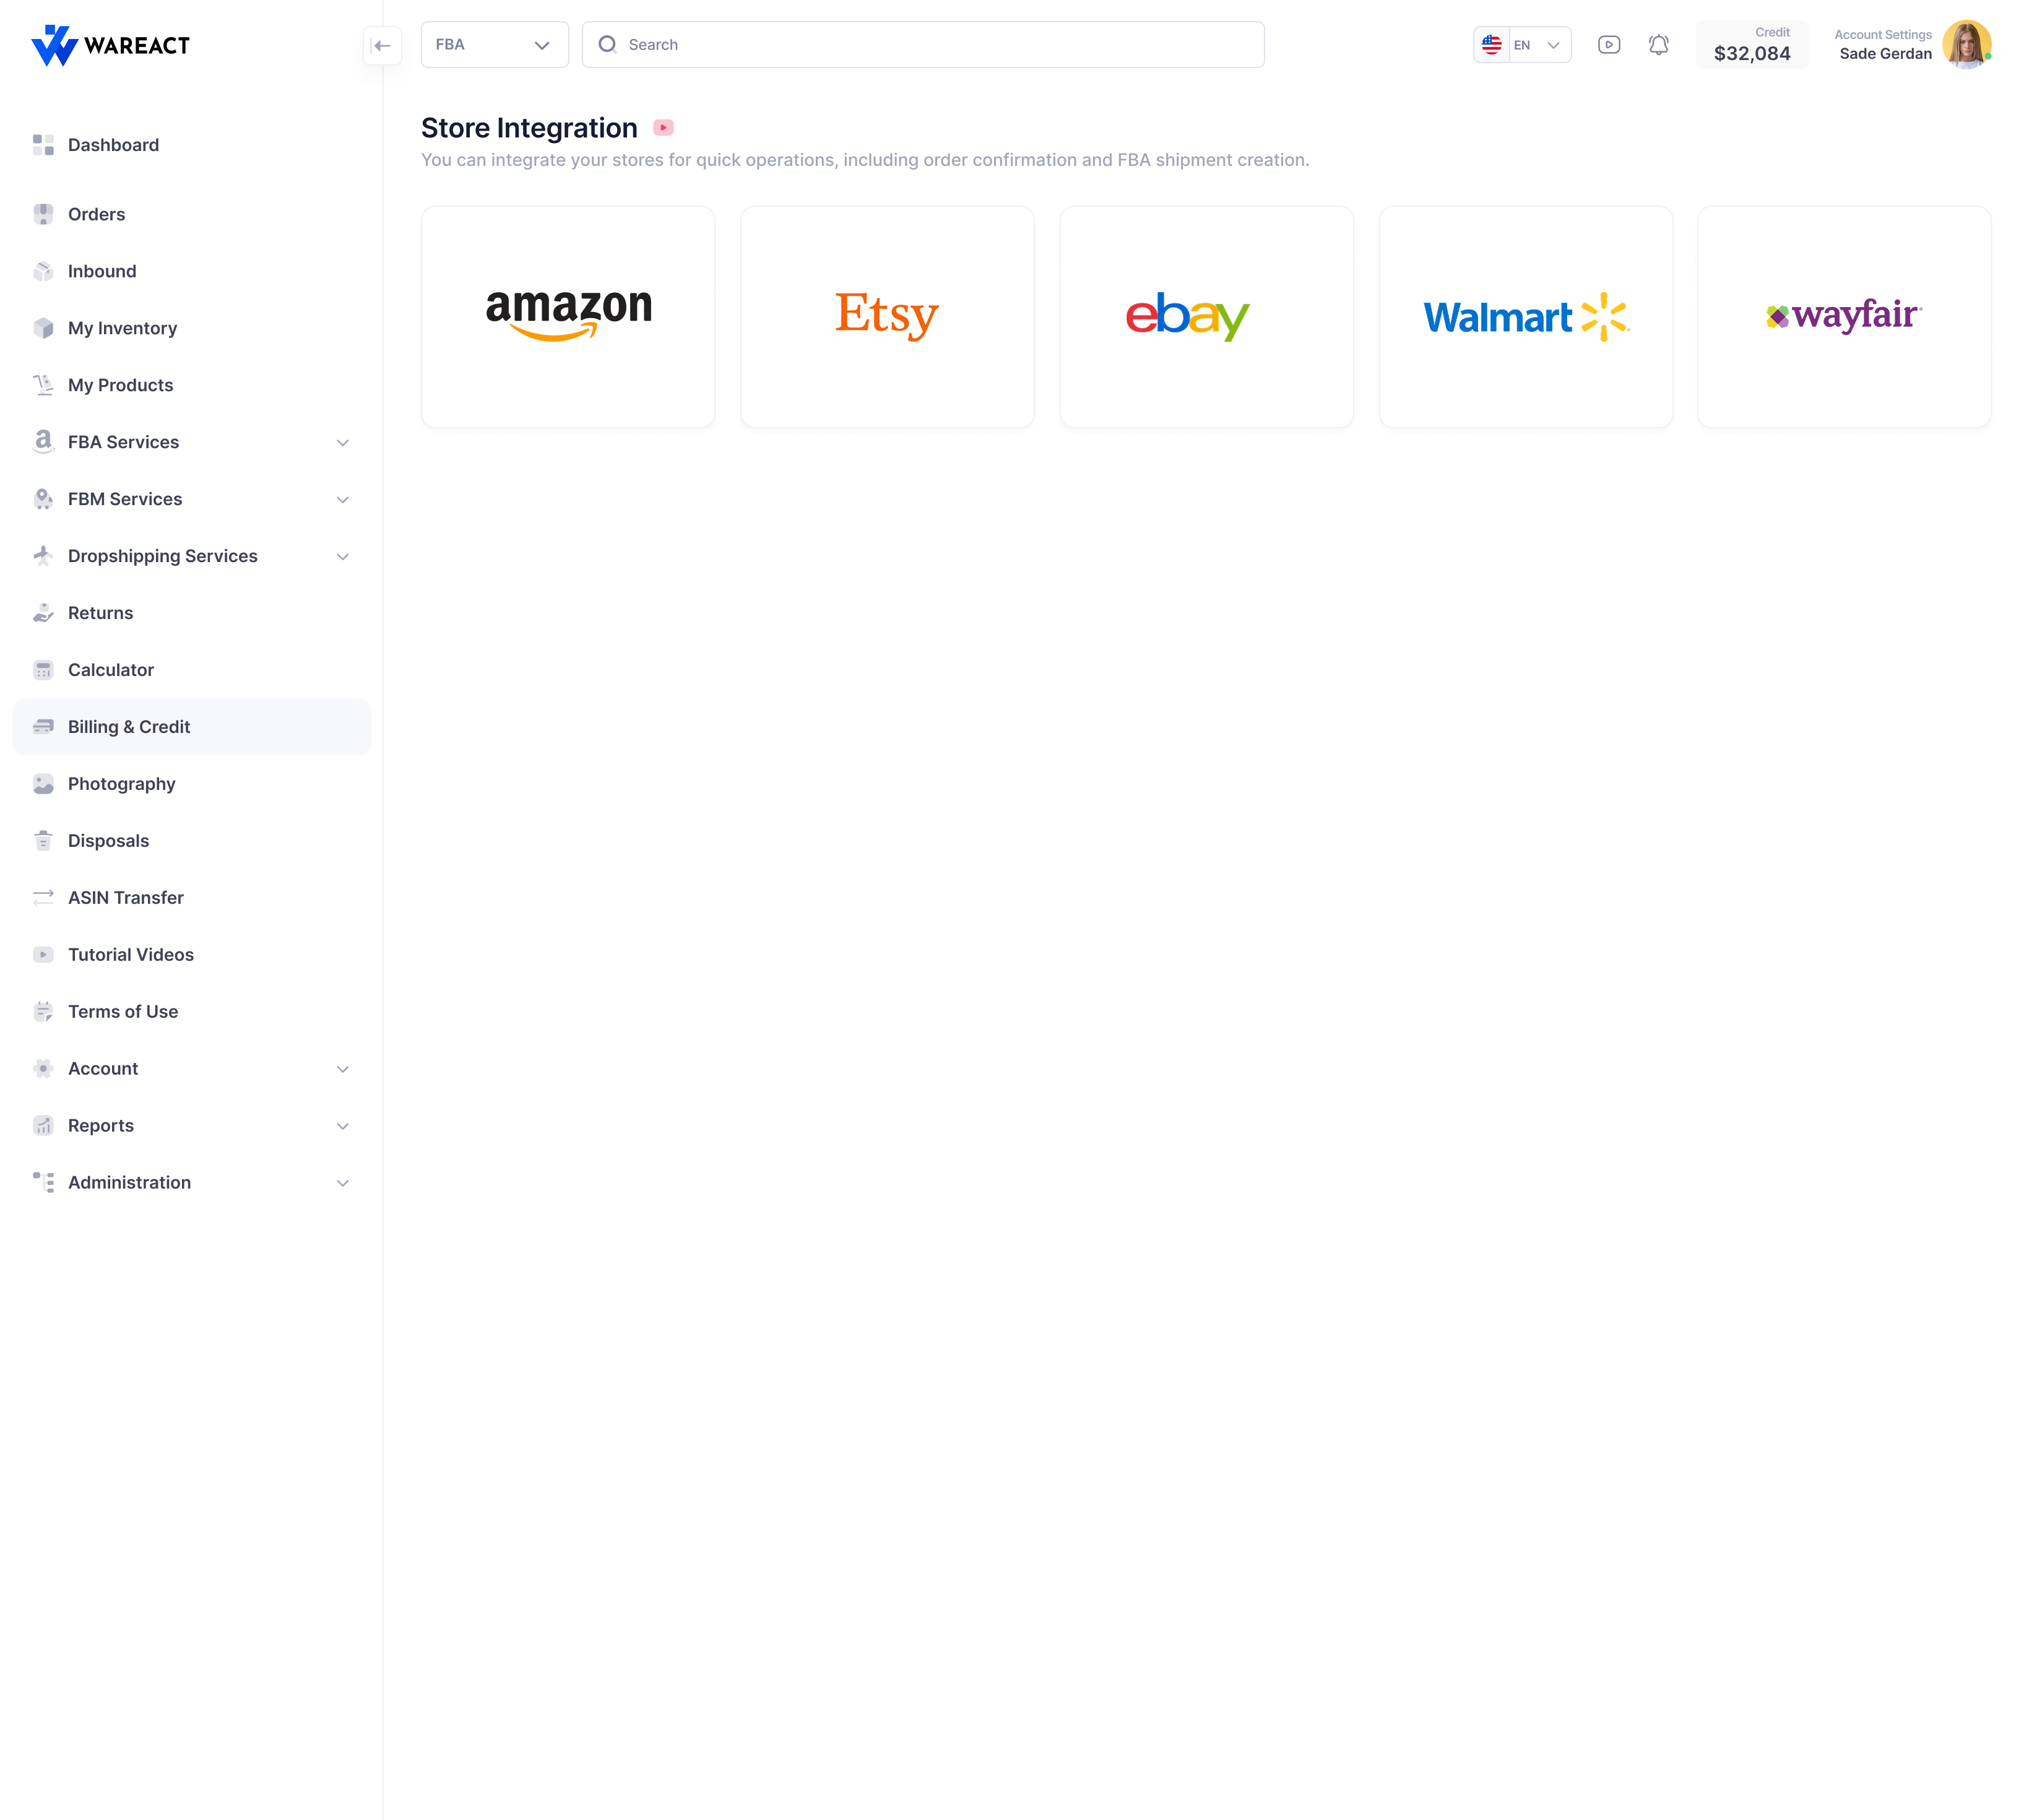 WAREACT
FBA
Search
EN
Credit
$32,084
Account Settings
Sade Gerdan
Dashboard
Orders
Inbound
My Inventory
My Products
FBA Services
FBM Services
Dropshipping Services
Returns
Calculator
Billing & Credit
Photography
Disposals
ASIN Transfer
Tutorial Videos
Terms of Use
Account
Reports
Administration
Store Integration
You can integrate your stores for quick operations, including order confirmation and FBA shipment creation.
amazon
Etsy
ebay
Walmart
wayfair